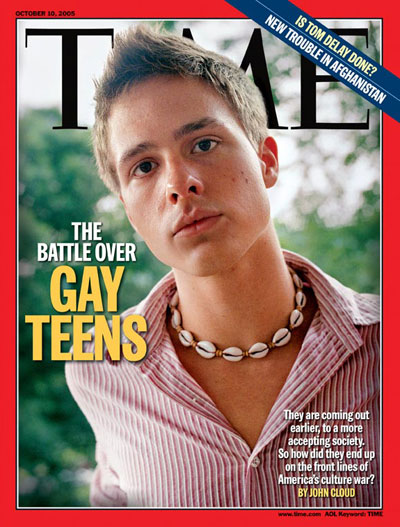 OCTOBER 10, 2005
IS TOM DELAY DONE?
NEW TROUBLE IN AFGHANISTAN
TIME
THE
BATTLE OVER
GAY
TEENS
They are coming out
earlier, to a more
accepting society.
So how did they end up
on the front lines of
America's culture war?
BY JOHN CLOUD
www.time.com AOL Keyword: TIME